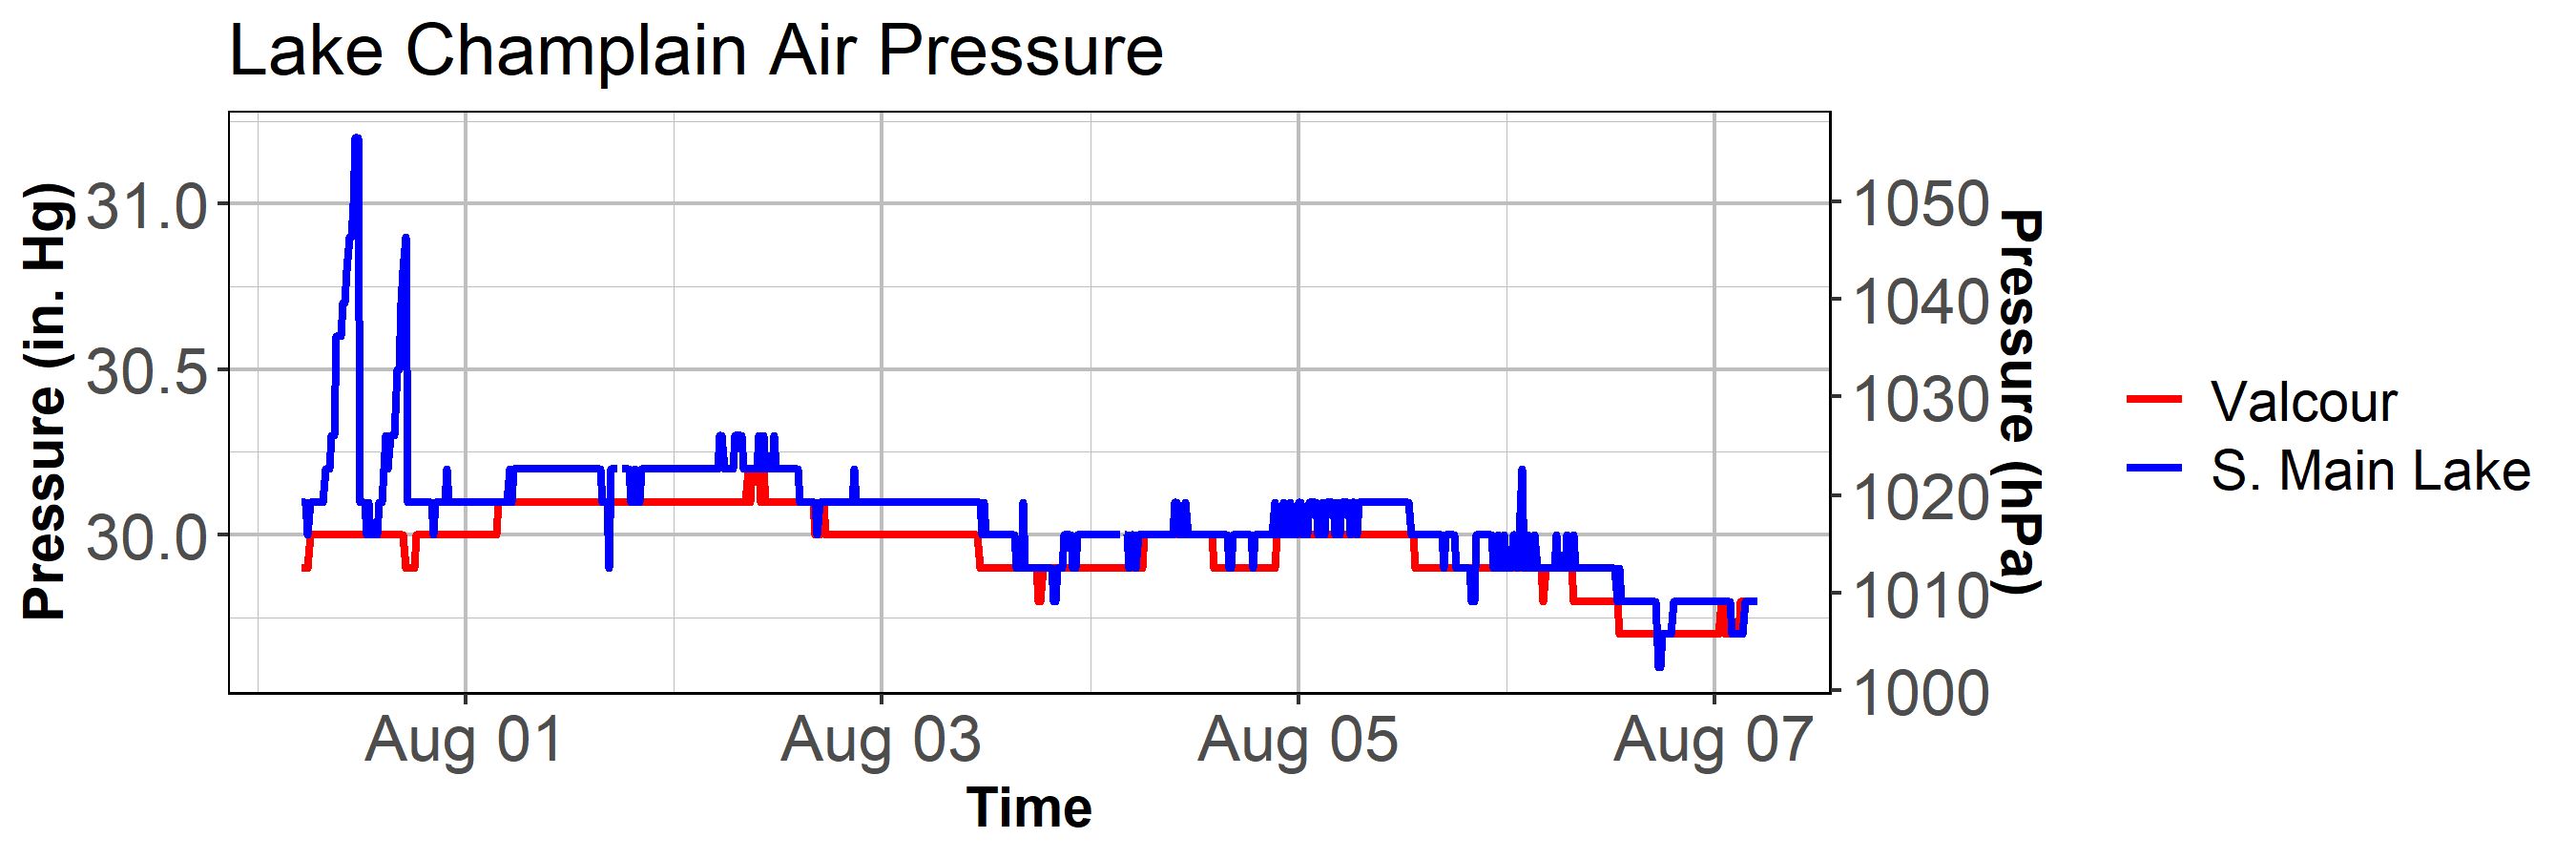 Lake Champlain Air Pressure
Pressure (in. Hg)
31.0
30.5
30.0
1050
1040
1030
1020
1010
1000
Pressure (hPa)
Aug 01 Aug 03 Aug 05 Aug 07
Time
Valcour
S. Main Lake